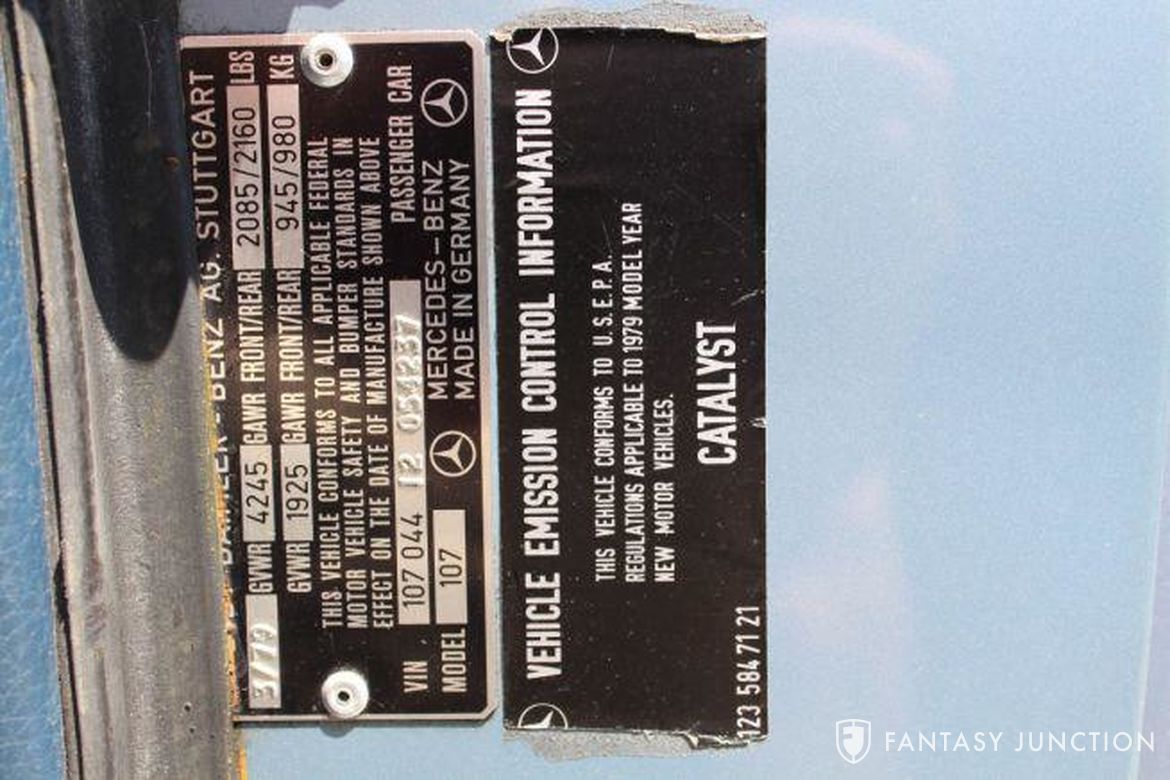 DAIMLER-BENZ AG. STUTTGART
3/79 GVWR 4245 GAWR FRONT/REAR 2085/2160 LBS
GVWR 1925 GAWR FRONT/REAR 945/980 KG
THIS VEHICLE CONFORMS TO ALL APPLICABLE FEDERAL
MOTOR VEHICLE SAFETY AND BUMPER STANDARDS IN
EFFECT ON THE DATE OF MANUFACTURE SHOWN ABOVE
VIN 107 044 12 054237 PASSENGER CAR
MODEL 107 MERCEDES-BENZ
MADE IN GERMANY
VEHICLE EMISSION CONTROL INFORMATION
THIS VEHICLE CONFORMS TO U.S.E.P.A.
REGULATIONS APPLICABLE TO 1979 MODEL YEAR
NEW MOTOR VEHICLES.
CATALYST
123 584 71 21
FANTASY JUNCTION